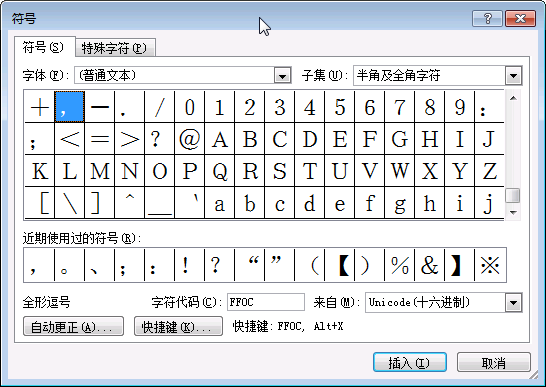 符号
符号(S) 特殊字符(P)
字体(F): (普通文本) 子集(U): 半角及全角字符
＋ ， － ． ／ 0 1 2 3 4 5 6 7 8 9 ：
； ＜ ＝ ＞ ？ ＠ A B C D E F G H I J
K L M N O P Q R S T U V W X Y Z
［ ＼ ］ ＾ ＿ ｀ a b c d e f g h i j
近期使用过的符号(R):
， 。 、 ； ： ！ ？ “ ” （ 【 ） ％ ＆ 】 ※
全形逗号 字符代码(C): FF0C 来自(M): Unicode(十六进制)
自动更正(A)... 快捷键(K)... 快捷键: FF0C, Alt+X
插入(I) 取消